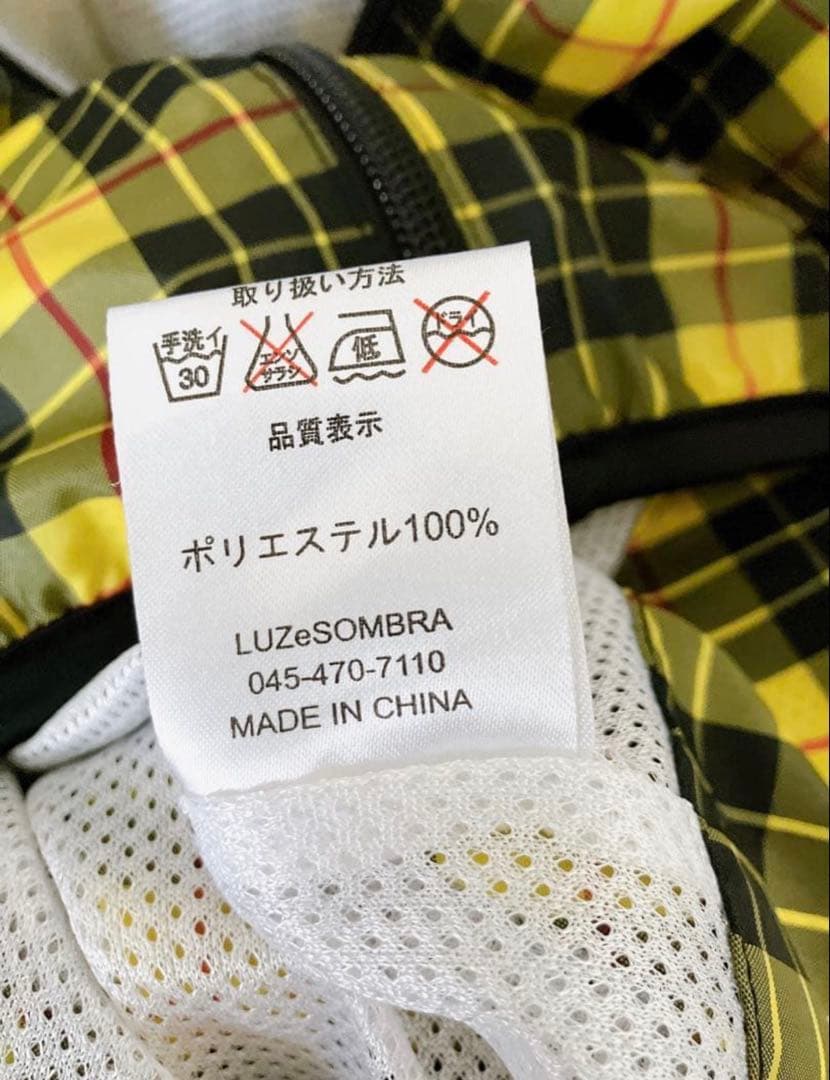 取り扱い方法
手洗イ 30 エンソサラシ 低 ドライ
品質表示
ポリエステル100%
LUZeSOMBRA
045-470-7110
MADE IN CHINA